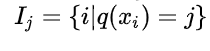 I_j = {i|q(x_i) = j}